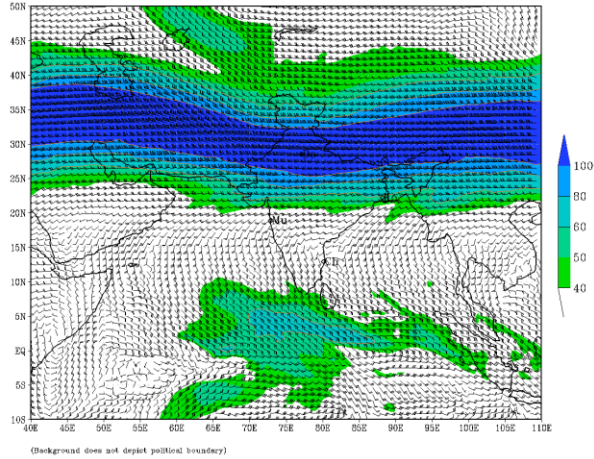 50N
45N
40N
35N
30N
25N
20N
15N
10N
5N
EQ
5S
10S
40E 45E 50E 55E 60E 65E 70E 75E 80E 85E 90E 95E 100E 105E 110E
Mu
100
80
60
50
40
(Background does not depict political boundary)